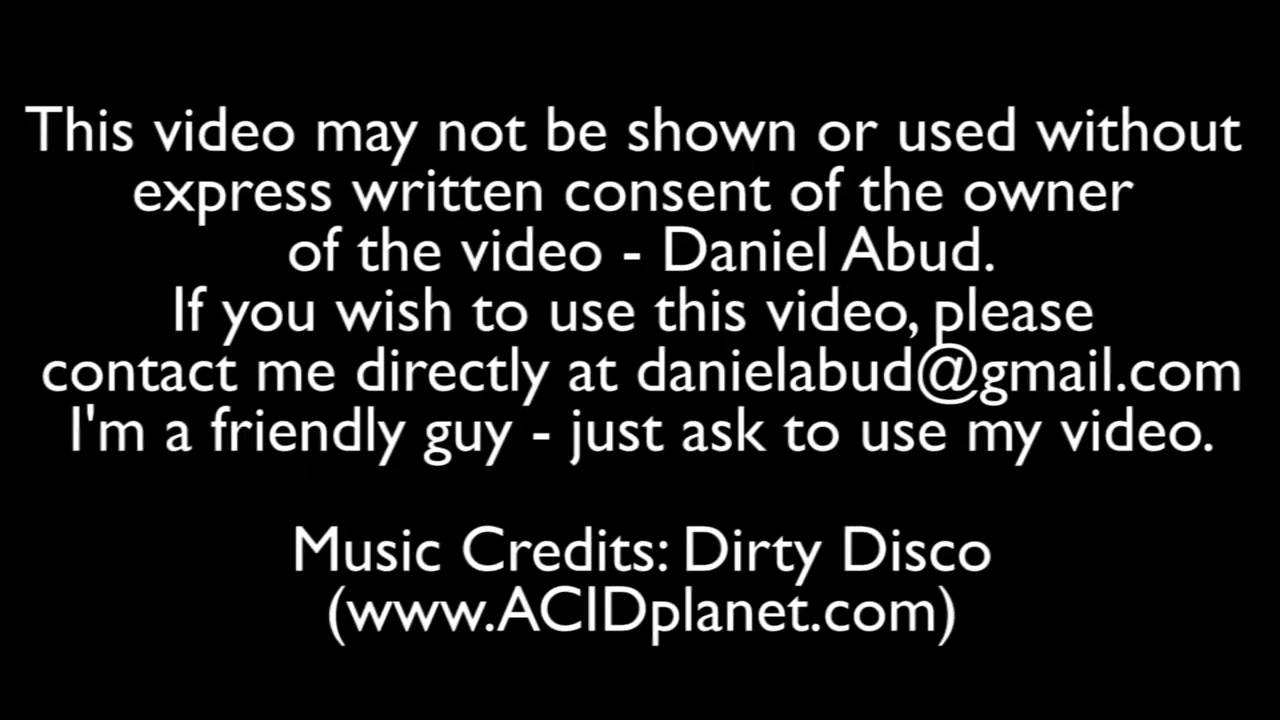 This video may not be shown or used without
express written consent of the owner
of the video - Daniel Abud.
If you wish to use this video, please
contact me directly at danielabud@gmail.com
I'm a friendly guy - just ask to use my video.
Music Credits: Dirty Disco
(www.ACIDplanet.com)